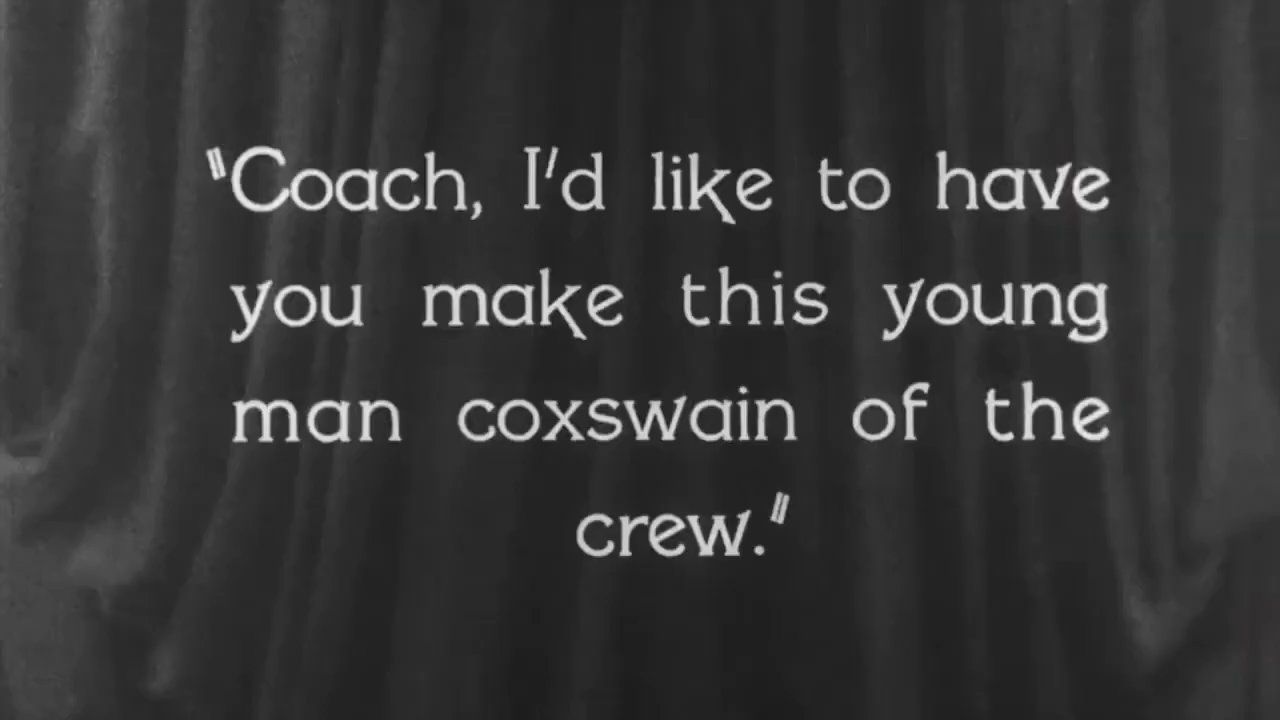 "Coach, I'd like to have
you make this young
man coxswain of the
crew."